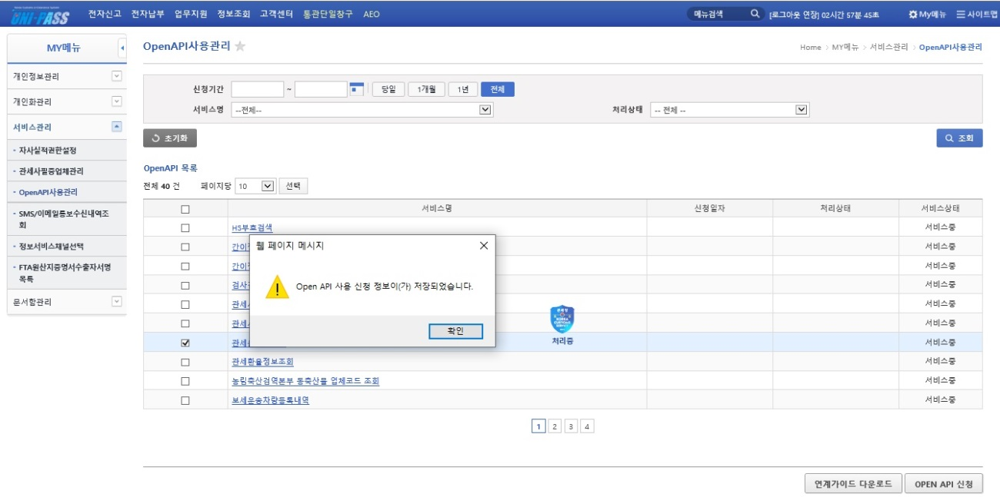 UNI-PASS
전자신고 전자납부 업무지원 정보조회 고객센터 통관단일창구 AEO
메뉴검색
[로그아웃 연장] 02시간 57분 45초
My메뉴
사이트맵
MY메뉴
개인정보관리
개인화관리
서비스관리
- 자사실적권한설정
- 관세사필증업체관리
- OpenAPI사용관리
- SMS/이메일통보수신내역조
회
- 정보서비스채널선택
- FTA원산지증명서수출자서명
목록
문서함관리
OpenAPI사용관리
Home > MY메뉴 > 서비스관리 > OpenAPI사용관리
신청기간 ~ 당일 1개월 1년 전체
서비스명 --전체-- 처리상태 -- 전체 --
초기화
조회
OpenAPI 목록
전체 40 건 페이지당 10 선택
서비스명 신청일자 처리상태 서비스상태
HS부호검색 서비스중
간이 서비스중
간이 서비스중
검사 서비스중
관세 서비스중
관세 서비스중
관세 서비스중
관세환율정보조회 서비스중
농림축산검역본부 동축산물 업체코드 조회 서비스중
보세운송차량등록내역 서비스중
웹 페이지 메시지
Open API 사용 신청 정보이(가) 저장되었습니다.
확인
관세청
KOREA
CUSTOMS
SERVICE
처리중
1 2 3 4
연계가이드 다운로드 OPEN API 신청